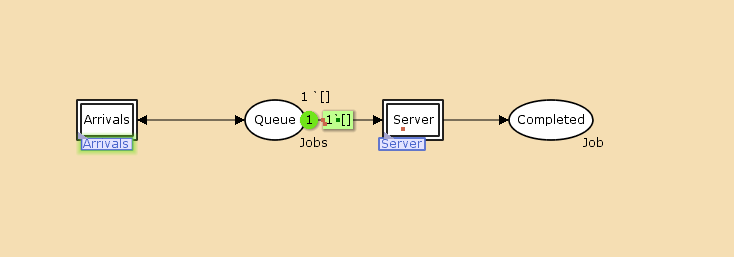 1 `[]
Arrivals
Queue
1
1`[]
Server
Completed
Arrivals
Jobs
Server
Job